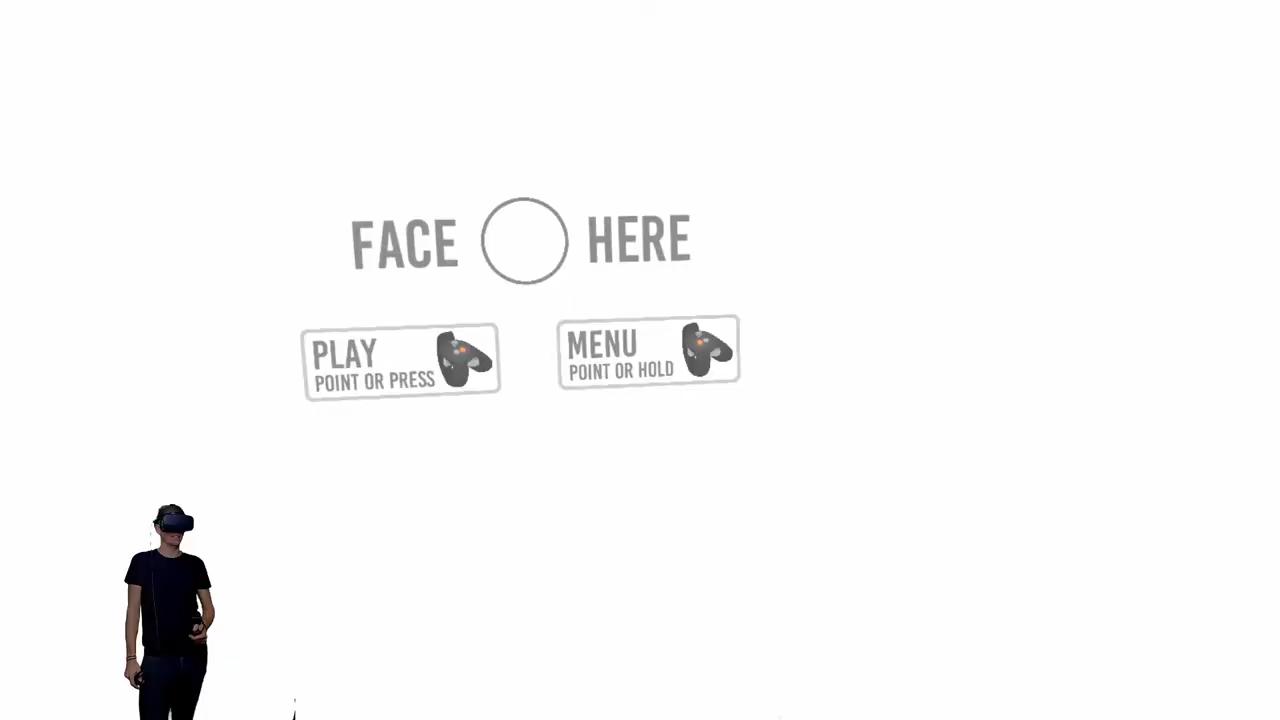 FACE HERE
PLAY
POINT OR PRESS
MENU
POINT OR HOLD